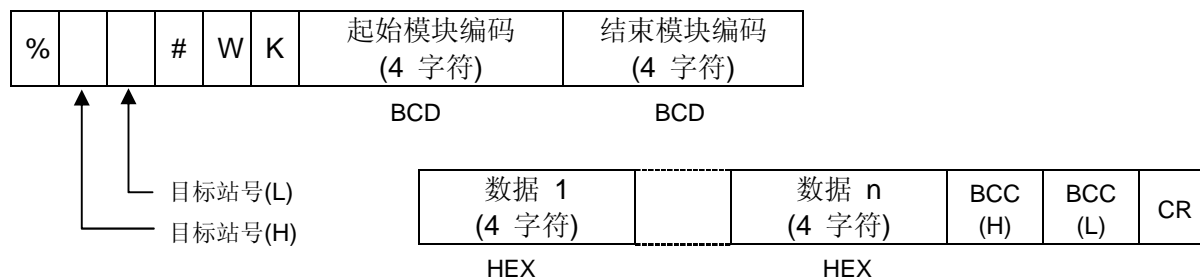 % # W K 起始模块编码 (4 字符) 结束模块编码 (4 字符)
BCD BCD
目标站号(L)
目标站号(H)
数据 1 (4 字符) 数据 n (4 字符) BCC (H) BCC (L) CR
HEX HEX